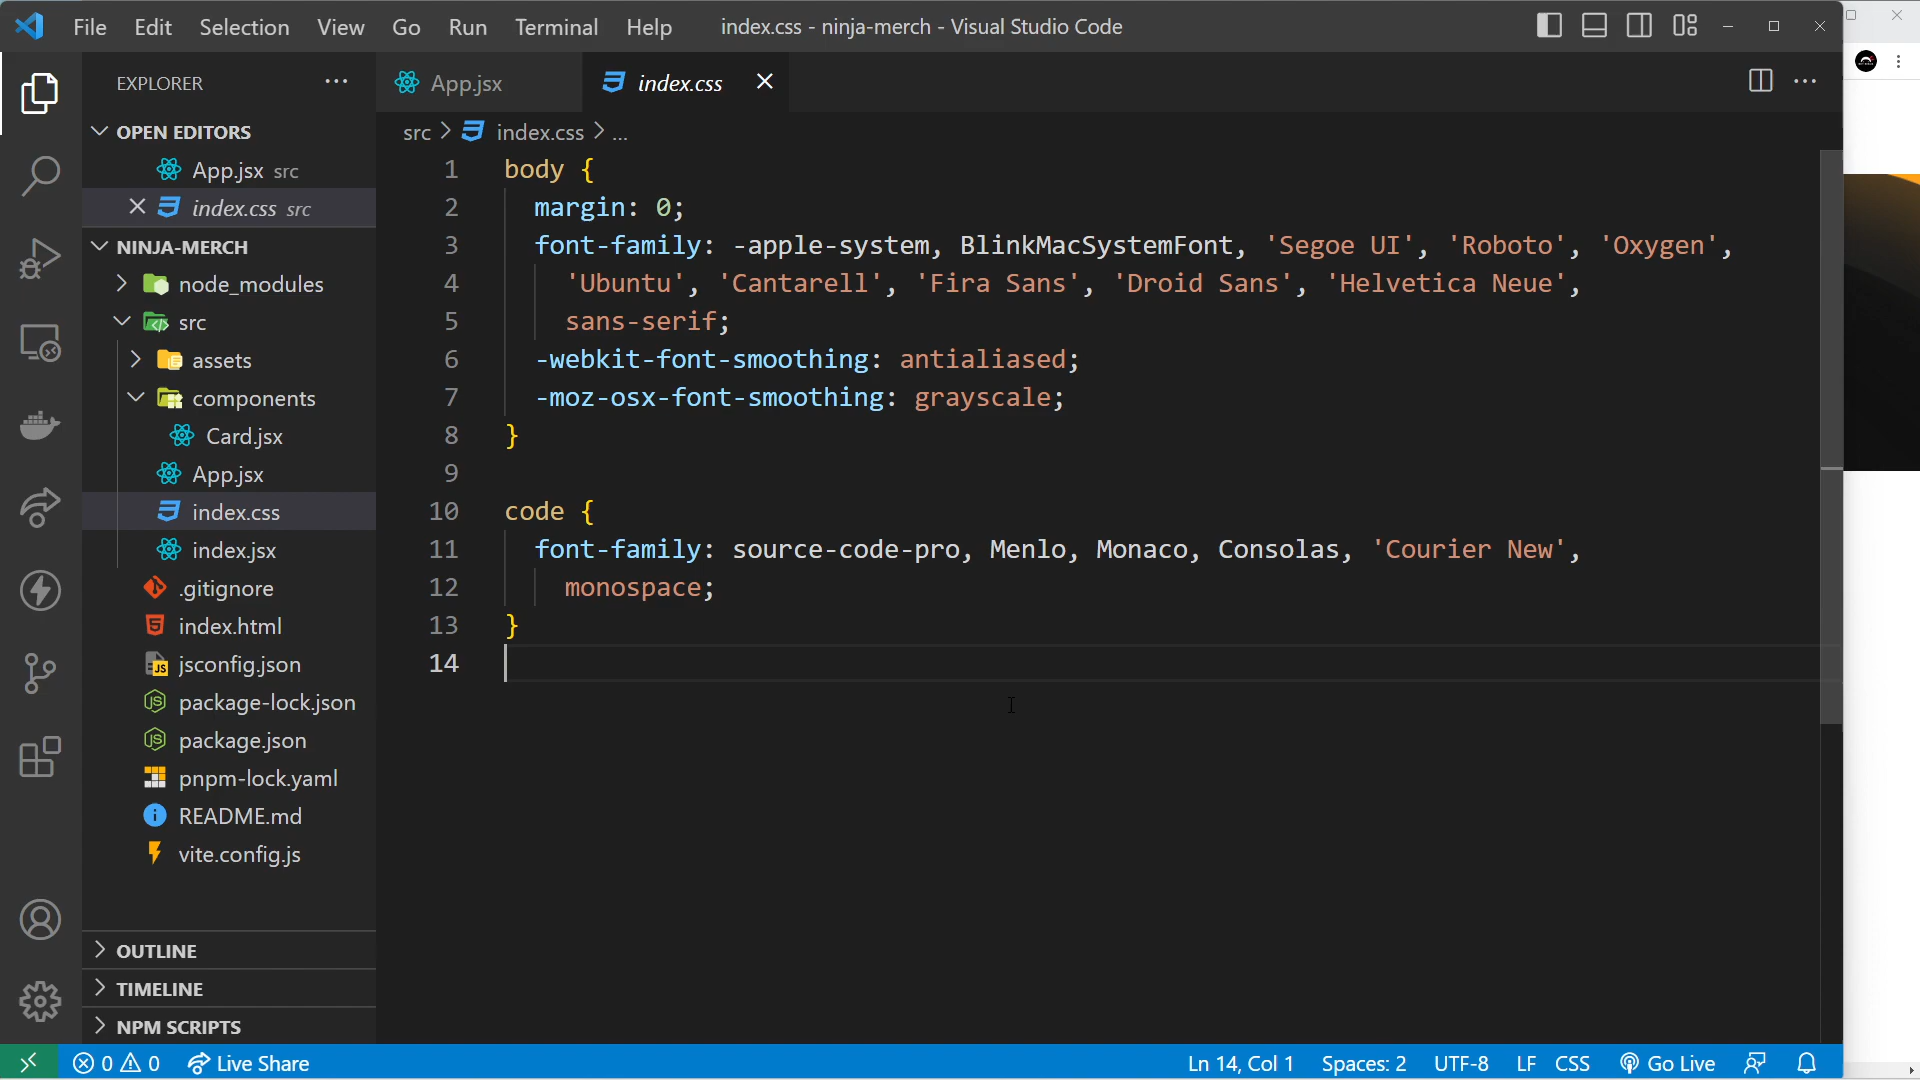 File Edit Selection View Go Run Terminal Help index.css - ninja-merch - Visual Studio Code
EXPLORER
OPEN EDITORS
App.jsx src
index.css src
NINJA-MERCH
node_modules
src
assets
components
Card.jsx
App.jsx
index.css
index.jsx
.gitignore
index.html
jsconfig.json
package-lock.json
package.json
pnpm-lock.yaml
README.md
vite.config.js
OUTLINE
TIMELINE
NPM SCRIPTS
App.jsx index.css
src > index.css > ...
1 body {
2 margin: 0;
3 font-family: -apple-system, BlinkMacSystemFont, 'Segoe UI', 'Roboto', 'Oxygen',
4 'Ubuntu', 'Cantarell', 'Fira Sans', 'Droid Sans', 'Helvetica Neue',
5 sans-serif;
6 -webkit-font-smoothing: antialiased;
7 -moz-osx-font-smoothing: grayscale;
8 }
9
10 code {
11 font-family: source-code-pro, Menlo, Monaco, Consolas, 'Courier New',
12 monospace;
13 }
14
0 0 Live Share Ln 14, Col 1 Spaces: 2 UTF-8 LF CSS Go Live